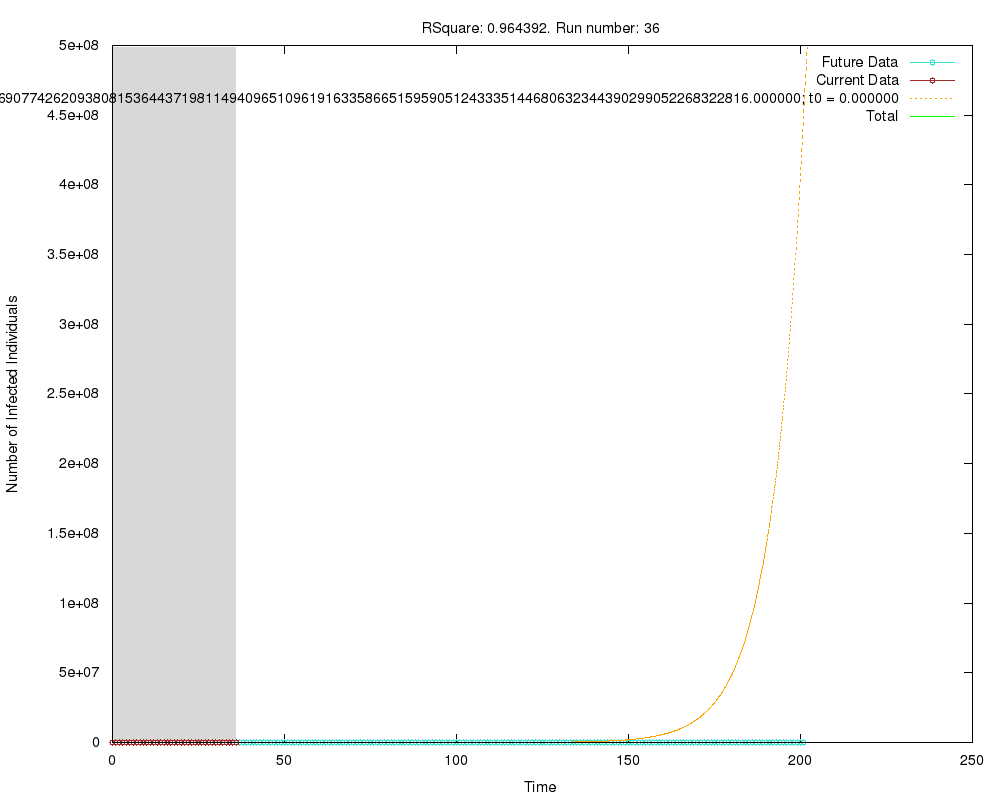 RSquare: 0.964392. Run number: 36
5e+08
4.5e+08
4e+08
3.5e+08
3e+08
2.5e+08
2e+08
1.5e+08
1e+08
5e+07
0
Number of Infected Individuals
Future Data
Current Data
6907742620938081536443719811494096510961916335866515959051243335144680632344390299052268322816.000000, t0 = 0.000000
Total
0 50 100 150 200 250
Time